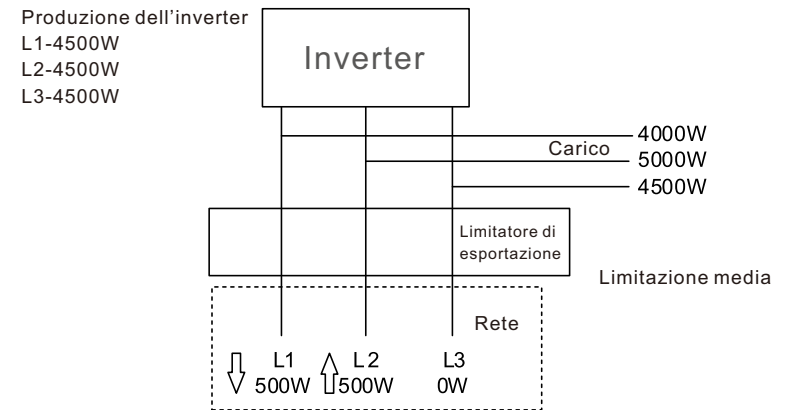 Produzione dell'inverter
L1-4500W
L2-4500W
L3-4500W
Inverter
4000W
Carico
5000W
4500W
Limitatore di
esportazione
Limitazione media
Rete
L1 L2 L3
500W 500W 0W